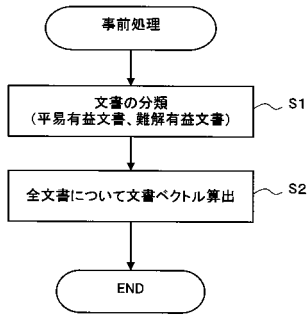 事前処理
文書の分類
(平易有益文書、難解有益文書)
S1
全文書について文書ベクトル算出
S2
END